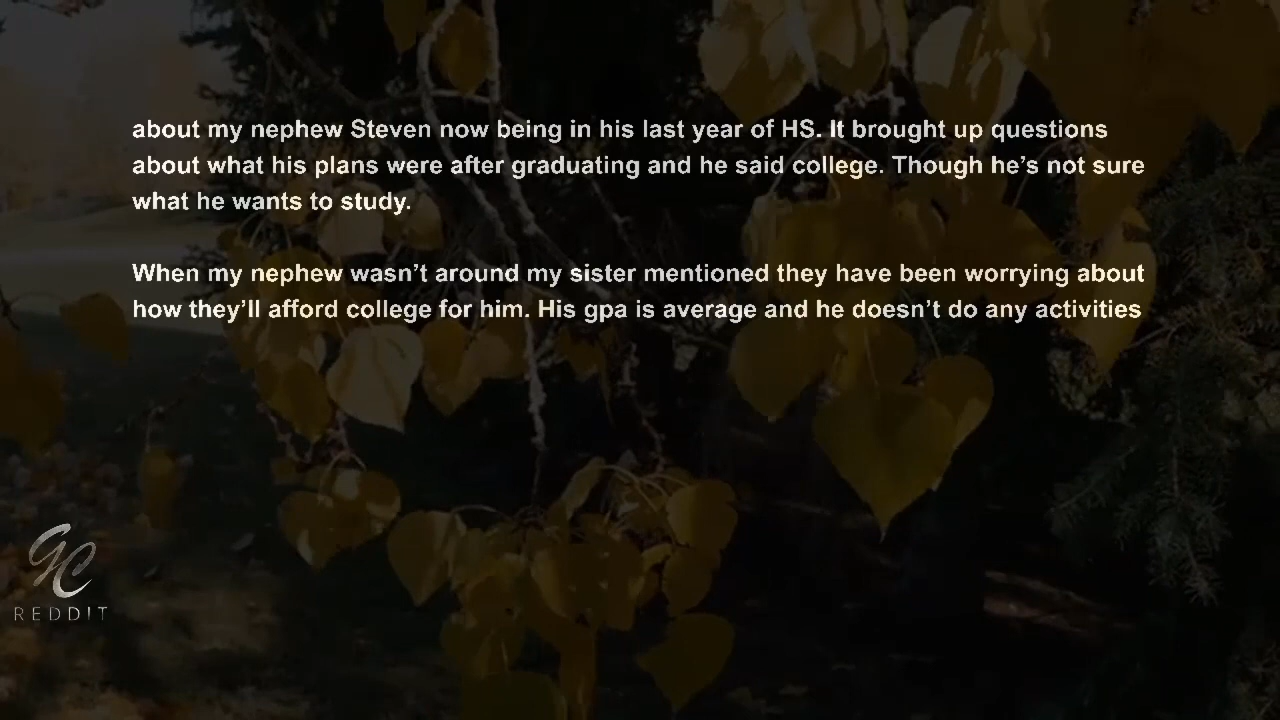 about my nephew Steven now being in his last year of HS. It brought up questions
about what his plans were after graduating and he said college. Though he’s not sure
what he wants to study.
When my nephew wasn’t around my sister mentioned they have been worrying about
how they’ll afford college for him. His gpa is average and he doesn’t do any activities
GC
REDDIT